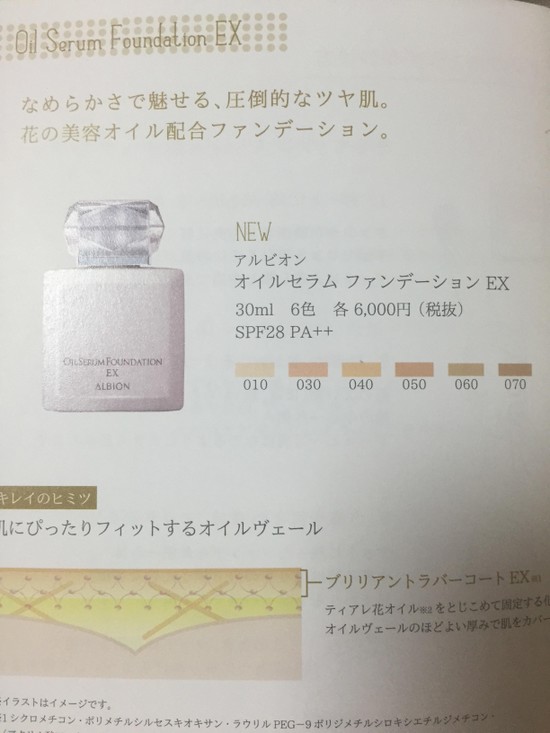 Oil Serum Foundation EX
なめらかさで魅せる、圧倒的なツヤ肌。
花の美容オイル配合ファンデーション。
NEW
アルビオン
オイルセラム ファンデーション EX
30ml 6色 各 6,000円(税抜)
SPF28 PA++
OIL SERUM FOUNDATION
EX
ALBION
010 030 040 050 060 070
キレイのヒミツ
肌にぴったりフィットするオイルヴェール
ブリリアントラバーコート EX ※1
ティアレ花オイル※2をとじこめて固定する
オイルヴェールのほどよい厚みで肌をカバー
※イラストはイメージです。
※1 シクロメチコン・ポリメチルシルセスキオキサン・ラウリル PEG-9 ポリジメチルシロキシエチルジメチコン・